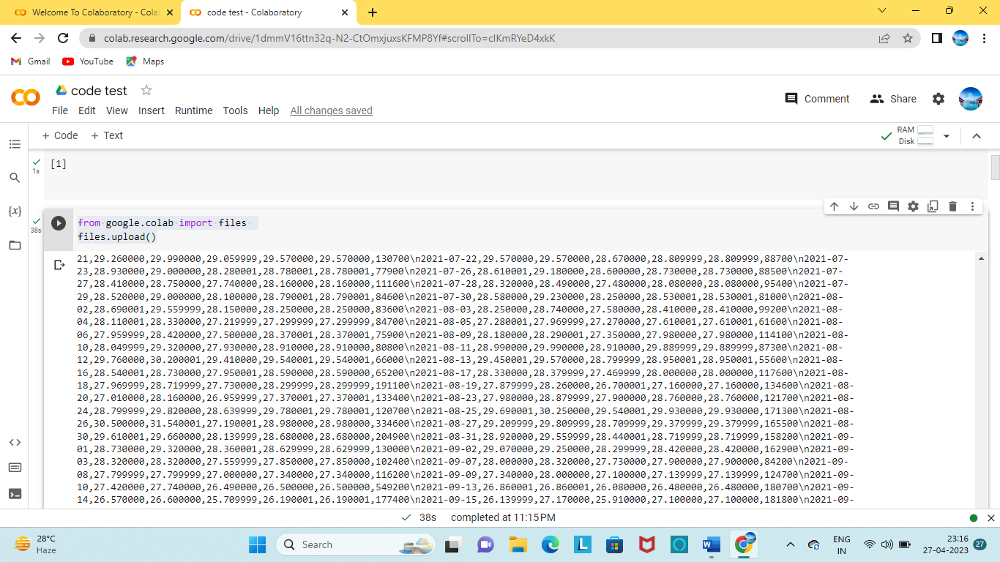 Welcome To Colaboratory - Cola
code test - Colaboratory
colab.research.google.com/drive/1dmmV16ttn32q-N2-CtOmxjuxsKFMP8Yf#scrollTo=cIKmRYeD4xkK
Gmail YouTube Maps
code test
Comment Share
File Edit View Insert Runtime Tools Help All changes saved
+ Code + Text
RAM
Disk
[1]
1s
{x}
38s
from google.colab import files
files.upload()
21,29.260000,29.990000,29.059999,29.570000,29.570000,130700\n2021-07-22,29.570000,29.570000,28.670000,28.809999,28.809999,88700\n2021-07-
23,28.930000,29.000000,28.280001,28.780001,28.780001,77900\n2021-07-26,28.610001,29.180000,28.600000,28.730000,28.730000,88500\n2021-07-
27,28.410000,28.750000,27.740000,28.160000,28.160000,111600\n2021-07-28,28.320000,28.490000,27.480000,28.080000,28.080000,95400\n2021-07-
29,28.520000,29.000000,28.100000,28.790001,28.790001,84600\n2021-07-30,28.580000,29.230000,28.250000,28.530001,28.530001,81000\n2021-08-
02,28.690001,29.559999,28.150000,28.250000,28.250000,83600\n2021-08-03,28.250000,28.740000,27.580000,28.410000,28.410000,99200\n2021-08-
04,28.110001,28.330000,27.219999,27.299999,27.299999,84700\n2021-08-05,27.280001,27.969999,27.270000,27.610001,27.610001,61600\n2021-08-
06,27.959999,28.420000,27.500000,28.370001,28.370001,75900\n2021-08-09,28.180000,28.290001,27.350000,27.980000,27.980000,114100\n2021-08-
10,28.049999,29.320000,27.930000,28.910000,28.910000,80800\n2021-08-11,28.990000,29.990000,28.910000,29.889999,29.889999,87300\n2021-08-
12,29.760000,30.200001,29.410000,29.540001,29.540001,66000\n2021-08-13,29.450001,29.570000,28.799999,28.950001,28.950001,55600\n2021-08-
16,28.540001,28.730000,27.950001,28.590000,28.590000,65200\n2021-08-17,28.330000,28.379999,27.469999,28.000000,28.000000,117600\n2021-08-
18,27.969999,28.719999,27.730000,28.299999,28.299999,191100\n2021-08-19,27.879999,28.260000,26.700001,27.160000,27.160000,134600\n2021-08-
20,27.010000,28.160000,26.959999,27.370001,27.370001,133400\n2021-08-23,27.980000,28.879999,27.900000,28.760000,28.760000,121700\n2021-08-
24,28.799999,29.820000,28.639999,29.780001,29.780001,120700\n2021-08-25,29.690001,30.250000,29.540001,29.930000,29.930000,171300\n2021-08-
26,30.500000,31.540001,27.190001,28.980000,28.980000,334600\n2021-08-27,29.209999,29.809999,28.709999,29.379999,29.379999,165500\n2021-08-
30,29.610001,29.660000,28.139999,28.680000,28.680000,204900\n2021-08-31,28.920000,29.559999,28.440001,28.719999,28.719999,158200\n2021-09-
01,28.730000,29.320000,28.360001,28.629999,28.629999,130000\n2021-09-02,29.070000,29.250000,28.299999,28.420000,28.420000,162900\n2021-09-
03,28.320000,28.320000,27.559999,27.850000,27.850000,102400\n2021-09-07,28.000000,28.320000,27.730000,27.900000,27.900000,84200\n2021-09-
08,27.799999,27.799999,27.000000,27.340000,27.340000,116200\n2021-09-09,27.340000,28.000000,27.100000,27.139999,27.139999,124700\n2021-09-
10,27.420000,27.740000,26.490000,26.500000,26.500000,549200\n2021-09-13,26.860001,26.860001,26.080000,26.480000,26.480000,180700\n2021-09-
14,26.570000,26.600000,25.709999,26.190001,26.190001,177400\n2021-09-15,26.139999,27.170000,25.910000,27.100000,27.100000,181800\n2021-09-
38s completed at 11:15 PM
28°C
Haze
Search
ENG
IN
23:16
27-04-2023
27